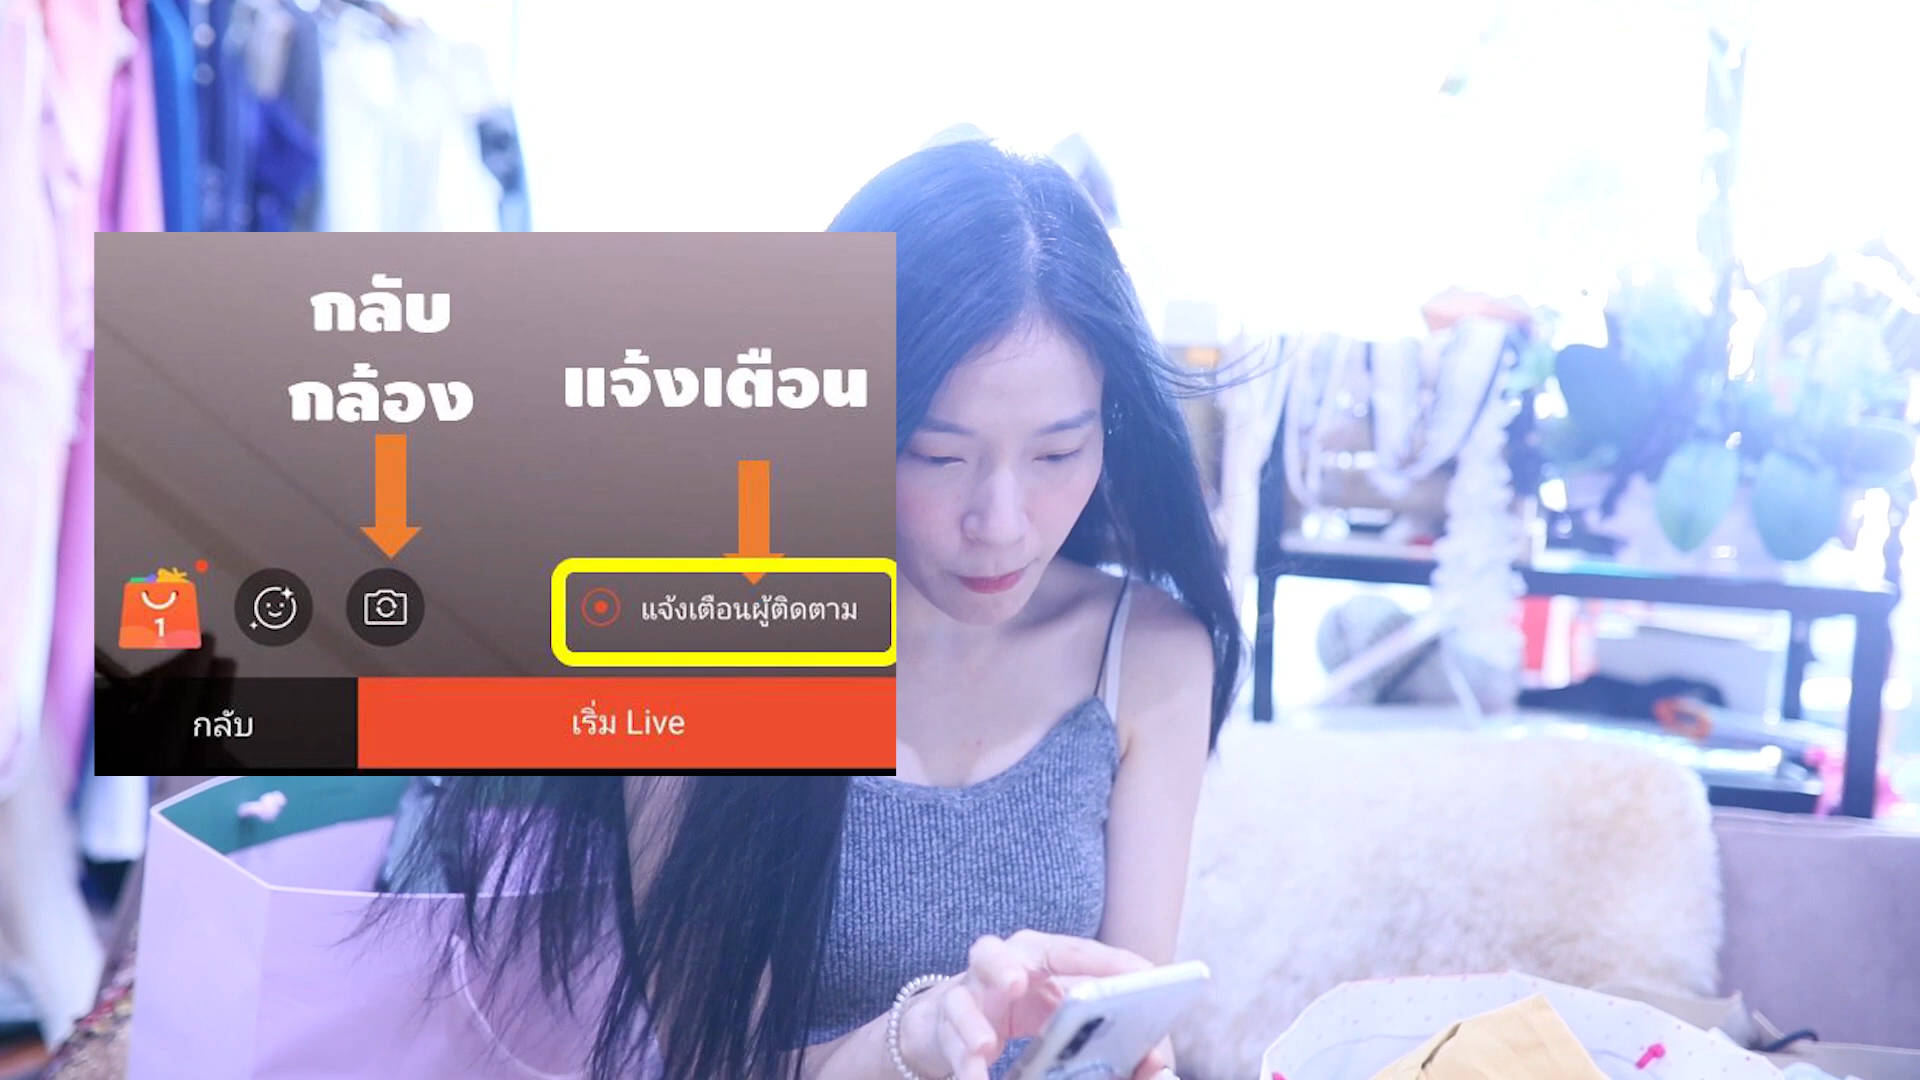 กลับ
กล้อง
แจ้งเตือน
1
แจ้งเตือนผู้ติดตาม
กลับ
เริ่ม Live